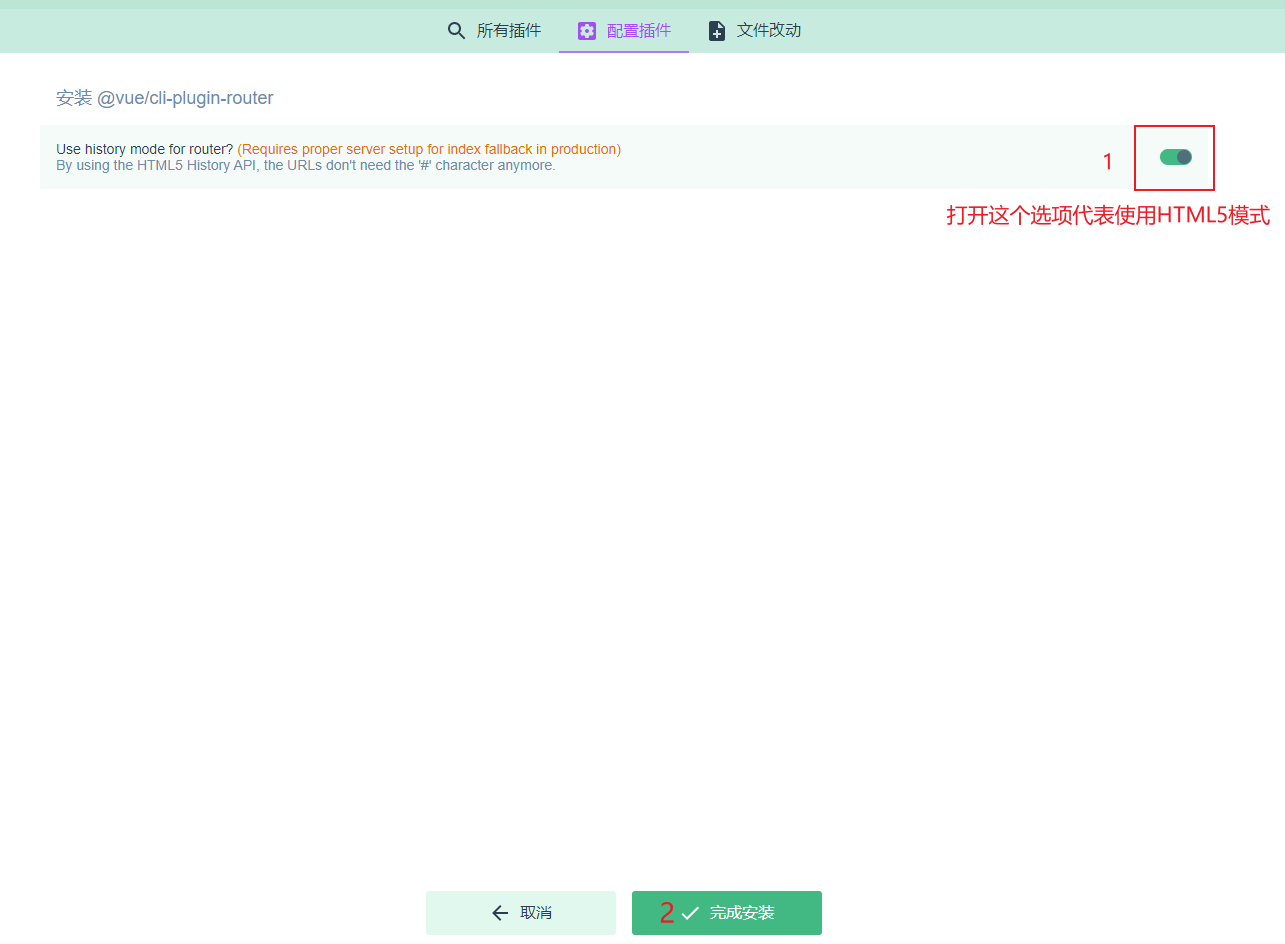 所有插件 配置插件 文件改动
安装 @vue/cli-plugin-router
Use history mode for router? (Requires proper server setup for index fallback in production)
By using the HTML5 History API, the URLs don't need the '#' character anymore.
1
打开这个选项代表使用HTML5模式
取消 2 完成安装